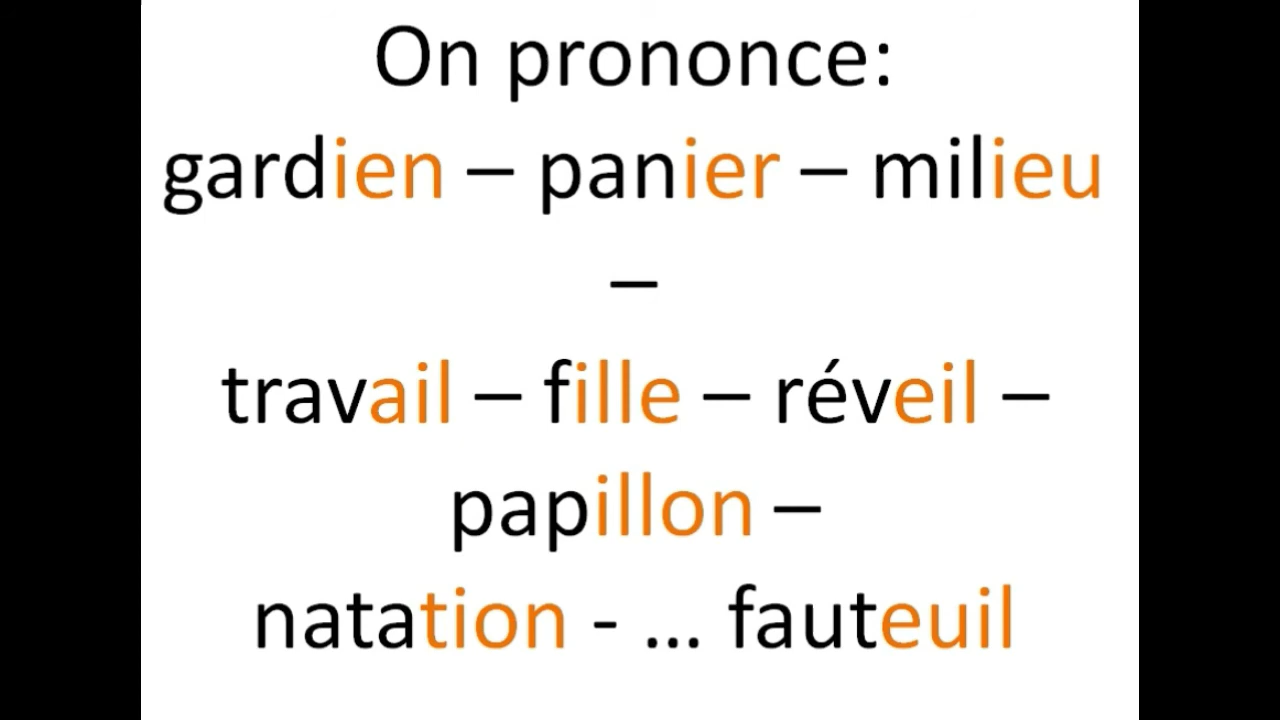 On prononce:
gardien – panier – milieu
–
travail – fille – réveil –
papillon –
natation - ... fauteuil